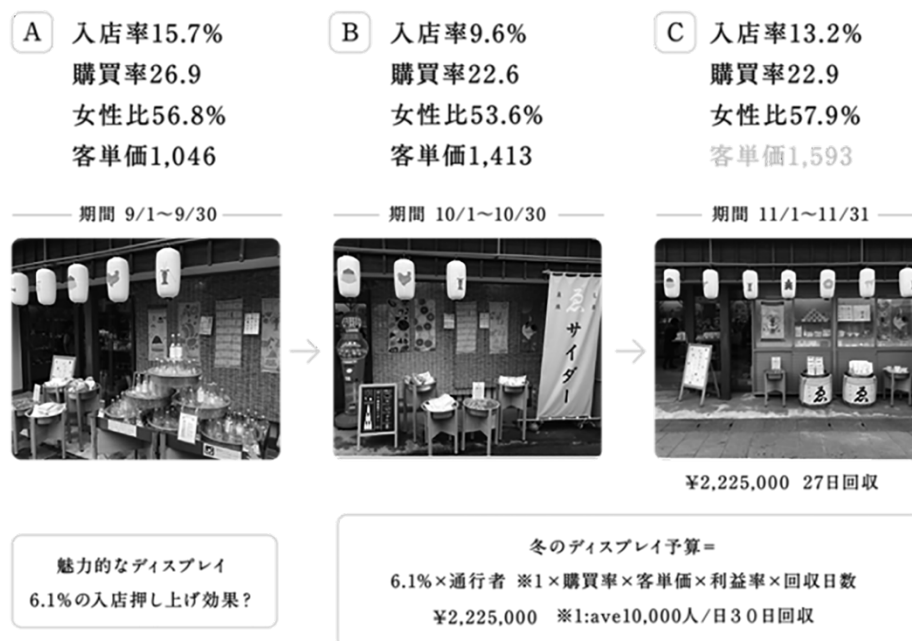 A
入店率15.7%
購買率26.9
女性比56.8%
客単価1,046
期間 9/1〜9/30
B
入店率9.6%
購買率22.6
女性比53.6%
客単価1,413
期間 10/1〜10/30
ゑ
サイダー
C
入店率13.2%
購買率22.9
女性比57.9%
客単価1,593
期間 11/1〜11/31
ゑ ゑ
¥2,225,000 27日回収
魅力的なディスプレイ
6.1%の入店押し上げ効果?
冬のディスプレイ予算=
6.1%×通行者 ※1×購買率×客単価×利益率×回収日数
¥2,225,000 ※1:ave10,000人/日30日回収